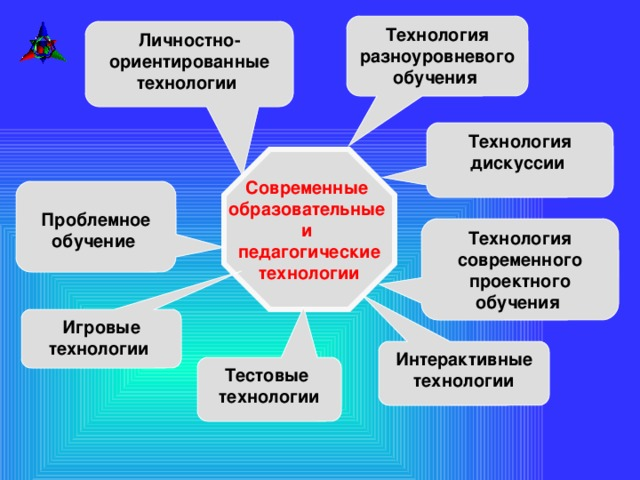 Личностно-
ориентированные
технологии
Технология
разноуровневого
обучения
Технология
дискуссии
Современные
образовательные
и
педагогические
технологии
Проблемное
обучение
Технология
современного
проектного
обучения
Игровые
технологии
Интерактивные
технологии
Тестовые
технологии